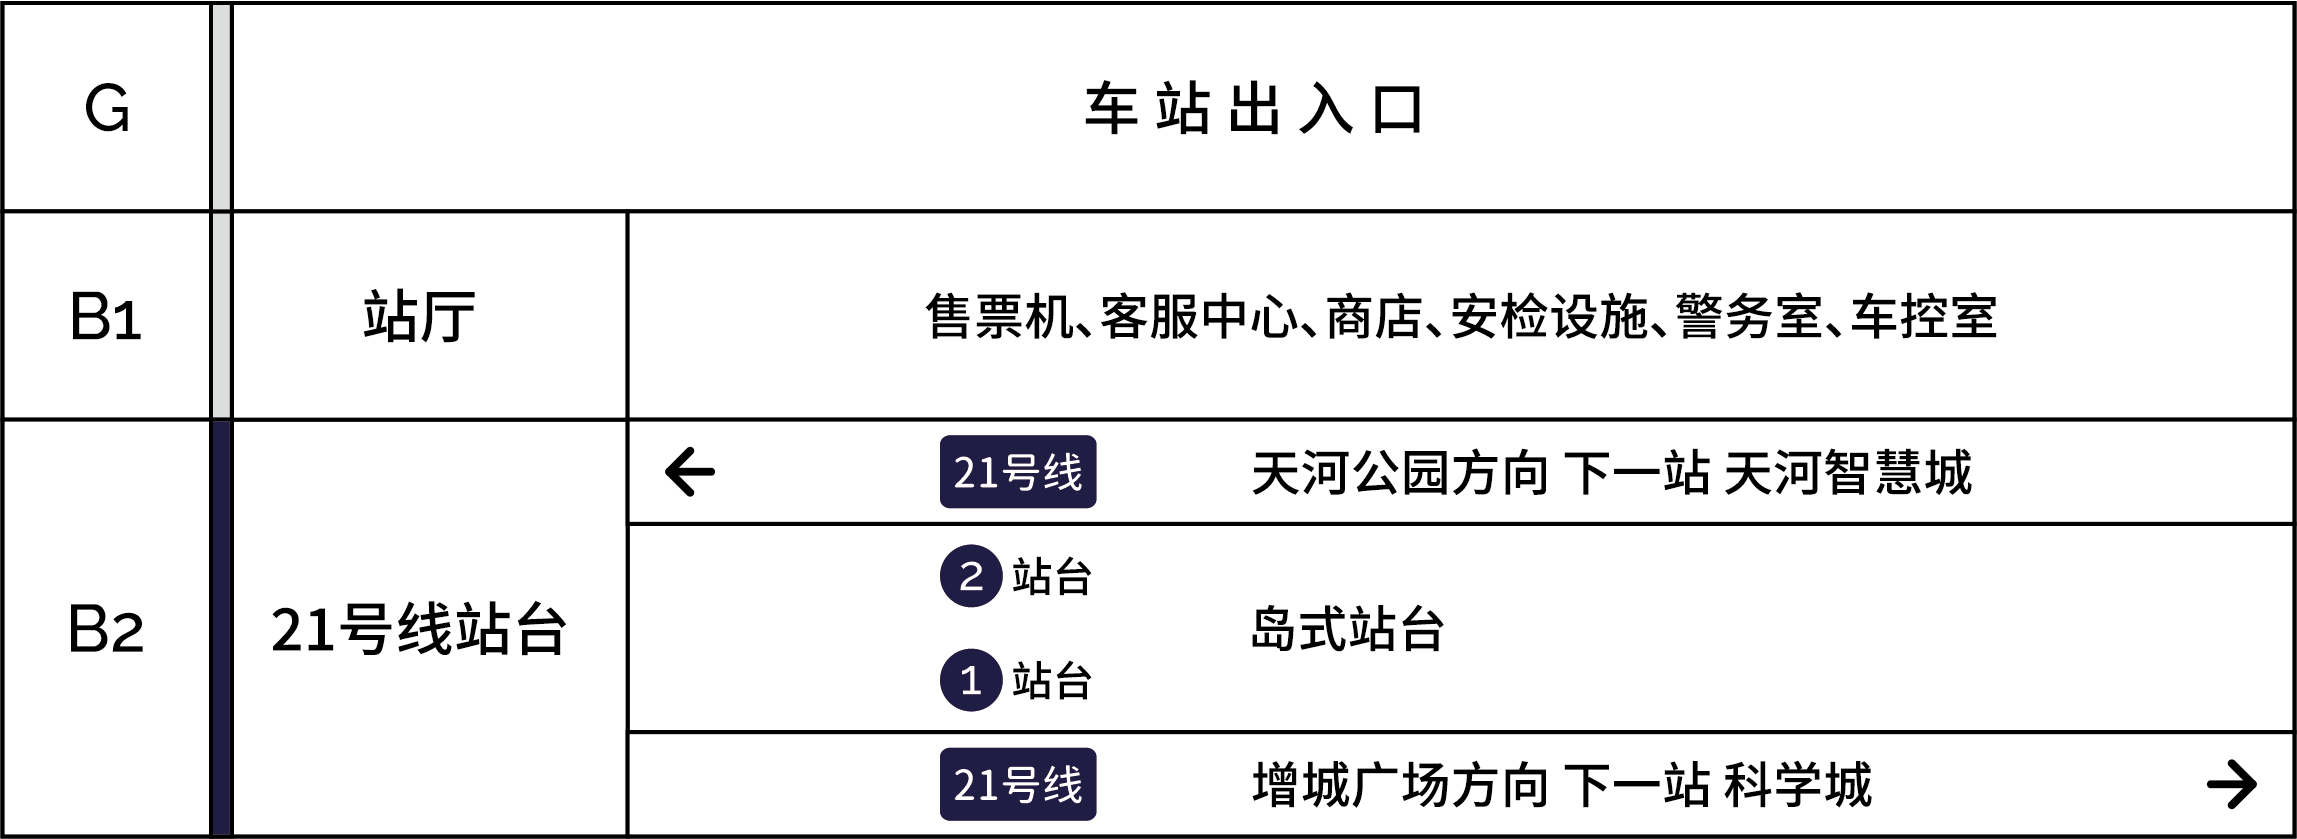 G
车站出入口
B1
站厅
售票机、客服中心、商店、安检设施、警务室、车控室
B2
21号线站台
← 21号线 天河公园方向 下一站 天河智慧城
2 站台
岛式站台
1 站台
21号线 增城广场方向 下一站 科学城 →